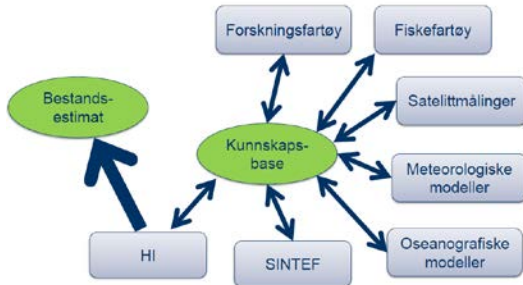 Forskningsfartøy
Fiskefartøy
Bestands-
estimat
Satelittmålinger
Kunnskaps-
base
Meteorologiske
modeller
HI
SINTEF
Oseanografiske
modeller